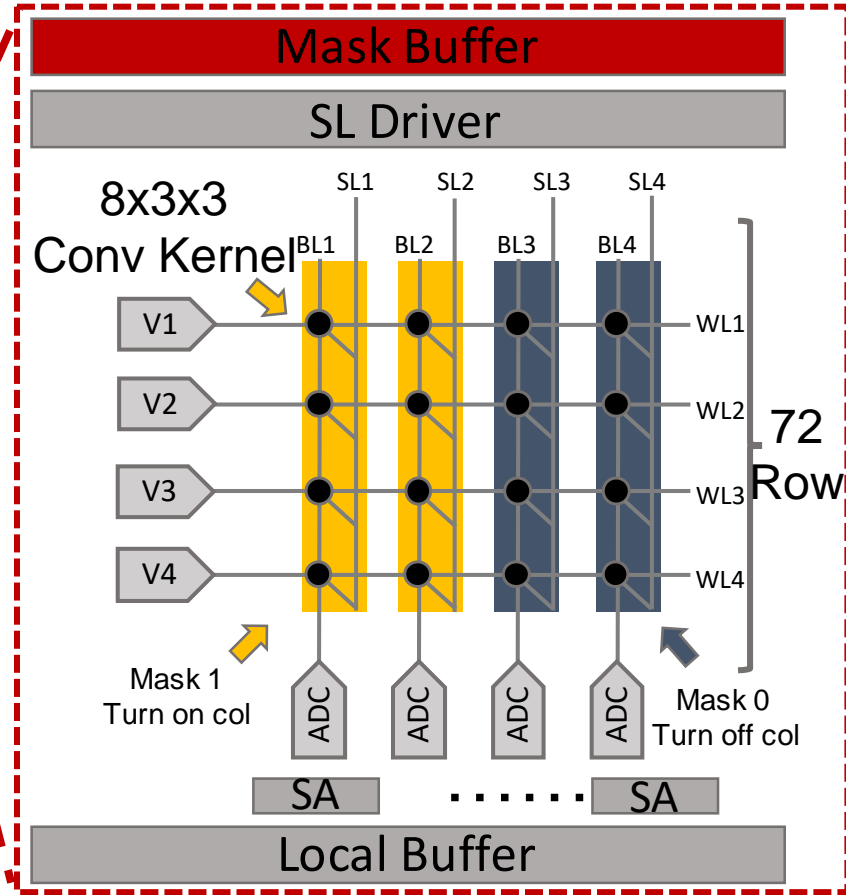 Mask Buffer
SL Driver
8x3x3
Conv Kernel
SL1 SL2 SL3 SL4
BL1 BL2 BL3 BL4
V1 WL1
V2 WL2
V3 WL3
V4 WL4
72
Row
Mask 1
Turn on col
ADC ADC ADC ADC
Mask 0
Turn off col
SA ...... SA
Local Buffer